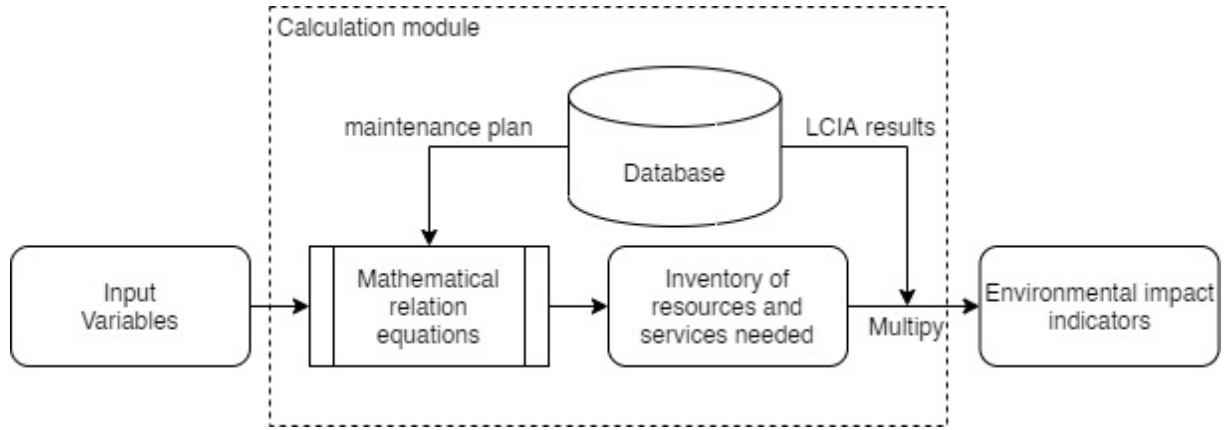 Calculation module
maintenance plan
LCIA results
Database
Input
Variables
Mathematical
relation
equations
Inventory of
resources and
services needed
Multipy
Environmental impact
indicators